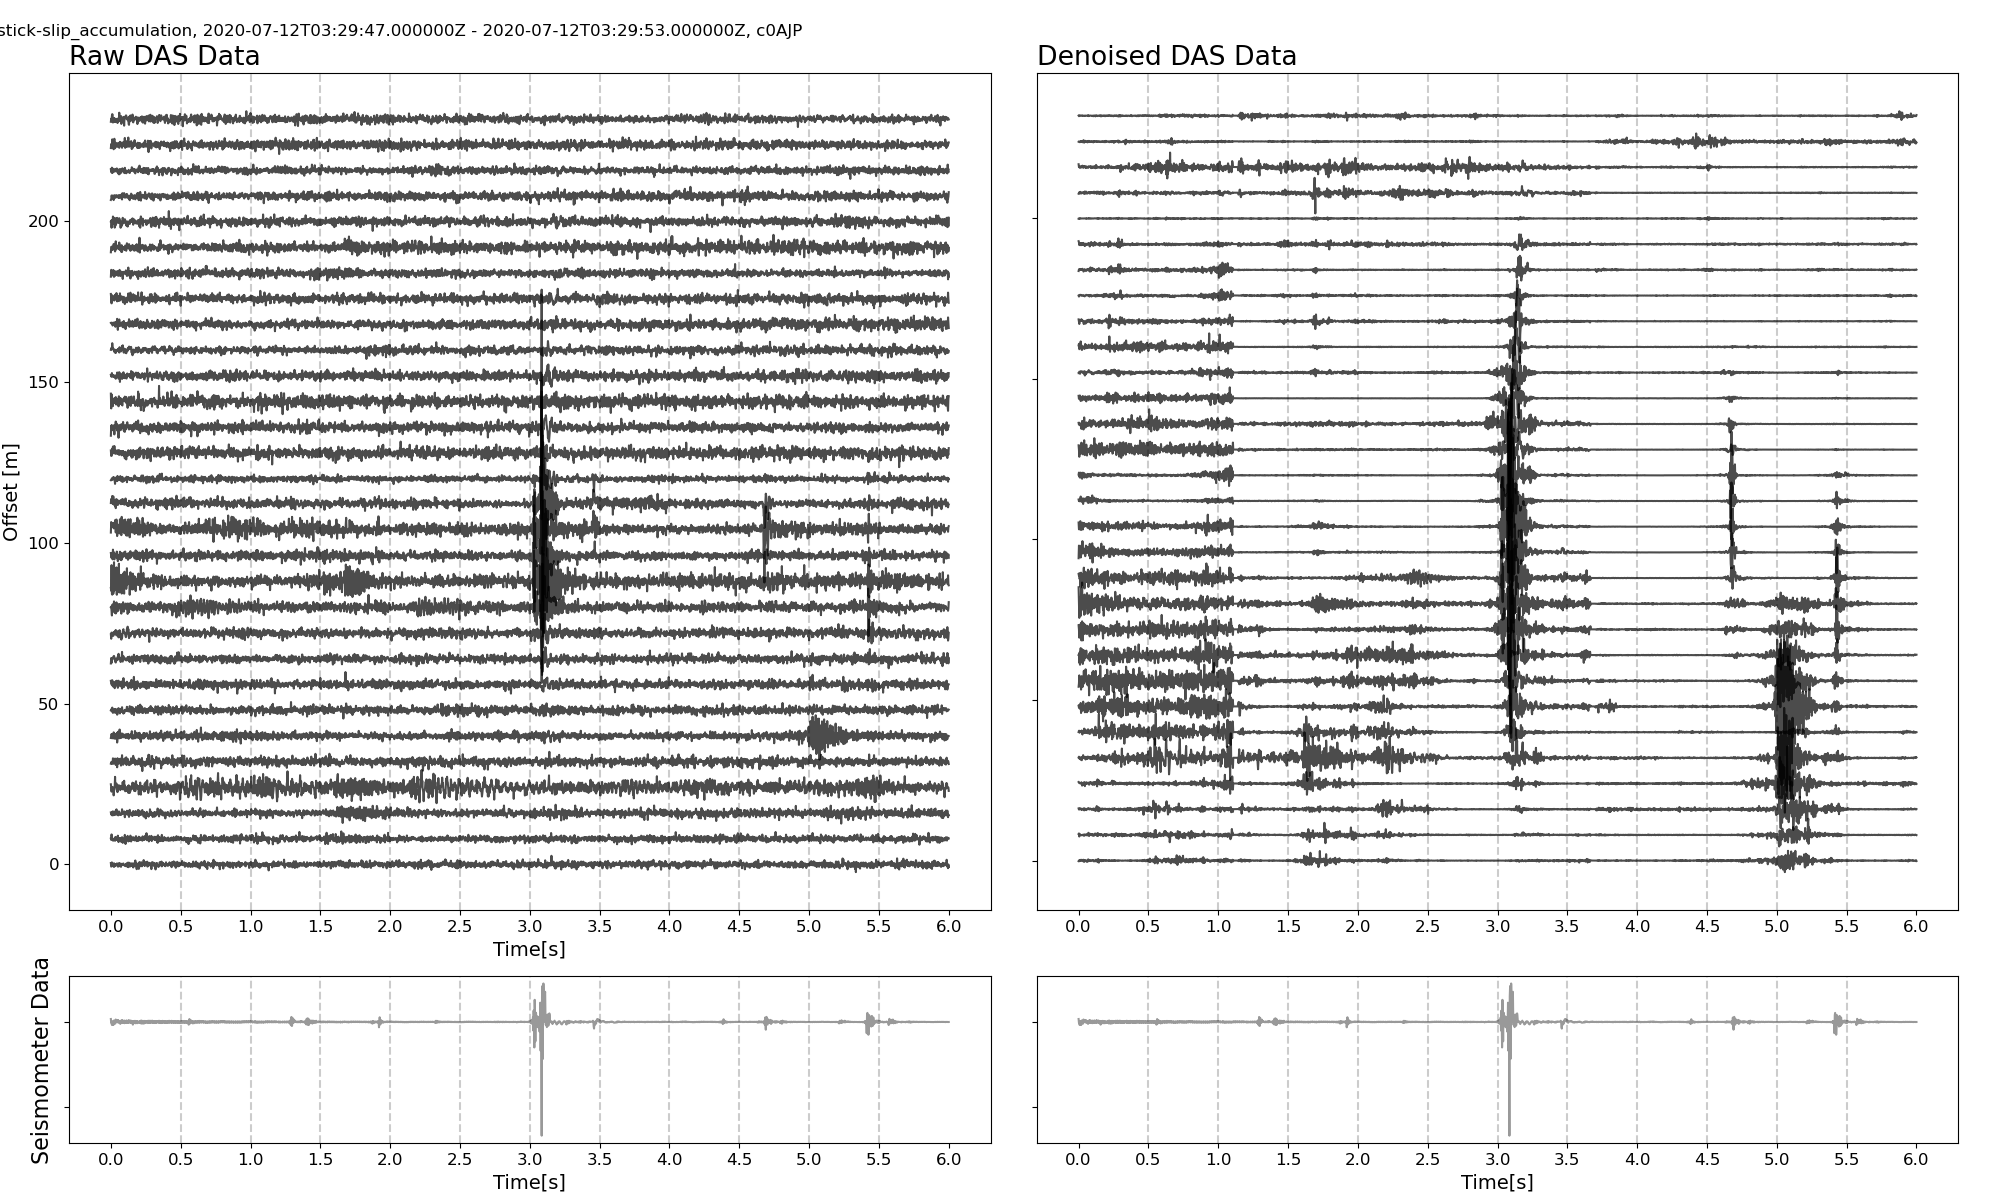 stick-slip_accumulation, 2020-07-12T03:29:47.000000Z - 2020-07-12T03:29:53.000000Z, c0AJP
Raw DAS Data
Denoised DAS Data
Offset [m]
200
150
100
50
0
0.0 0.5 1.0 1.5 2.0 2.5 3.0 3.5 4.0 4.5 5.0 5.5 6.0
Time[s]
0.0 0.5 1.0 1.5 2.0 2.5 3.0 3.5 4.0 4.5 5.0 5.5 6.0
Seismometer Data
0.0 0.5 1.0 1.5 2.0 2.5 3.0 3.5 4.0 4.5 5.0 5.5 6.0
Time[s]
0.0 0.5 1.0 1.5 2.0 2.5 3.0 3.5 4.0 4.5 5.0 5.5 6.0
Time[s]